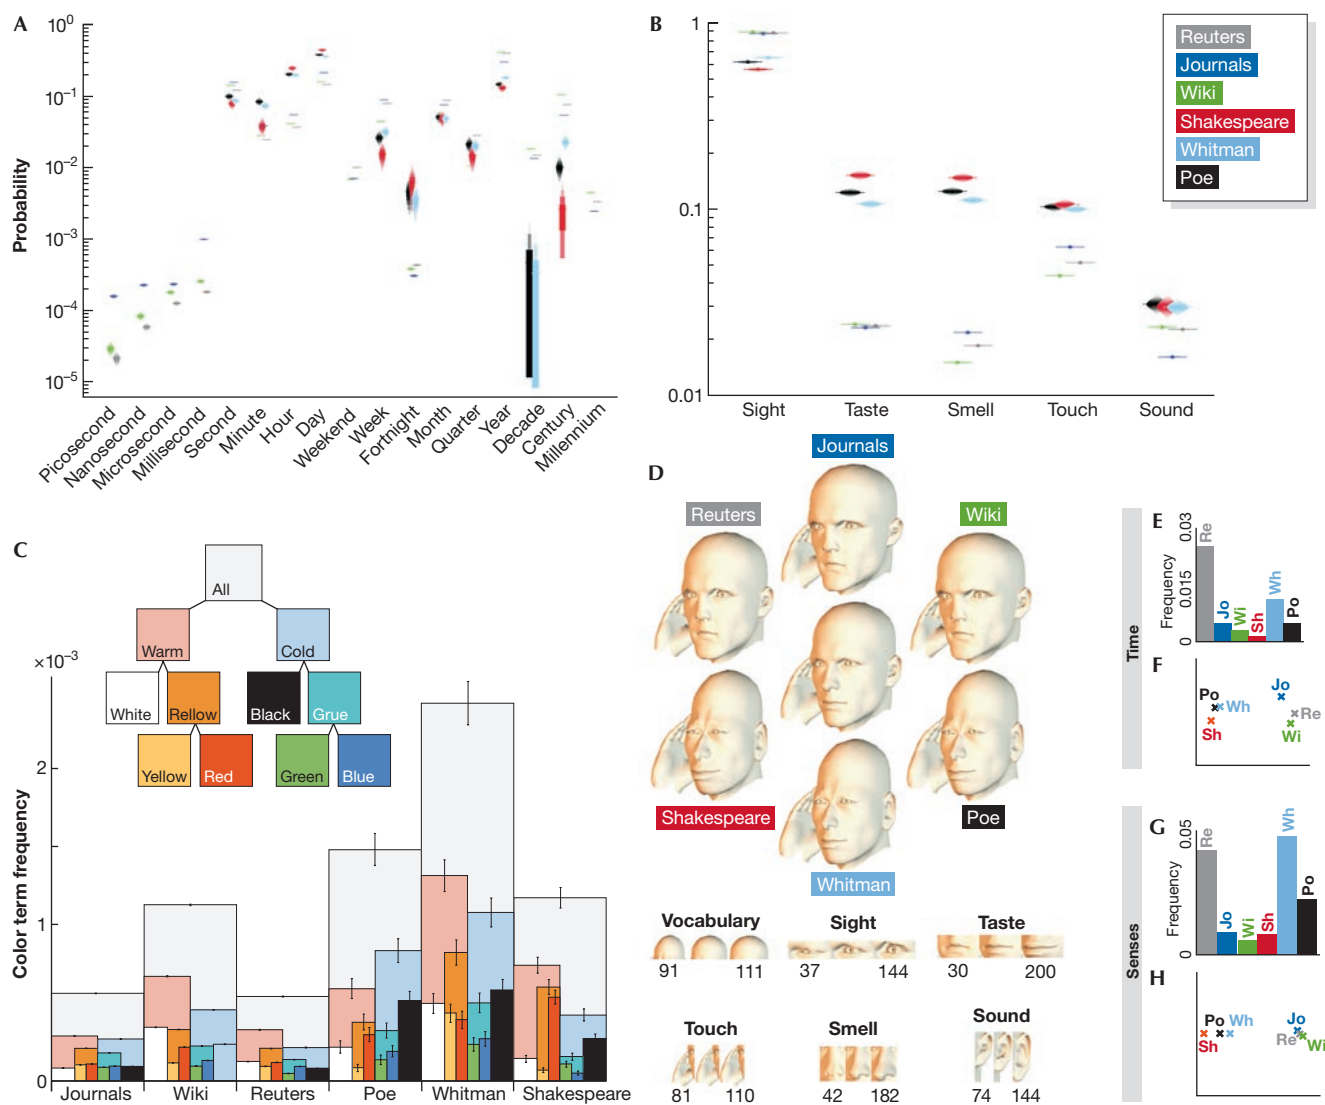 A
10⁰
10⁻¹
10⁻²
10⁻³
10⁻⁴
10⁻⁵
Probability
Picosecond
Nanosecond
Microsecond
Millisecond
Second
Minute
Hour
Day
Weekend
Week
Fortnight
Month
Quarter
Year
Decade
Century
Millennium
B
1
0.1
0.01
Sight Taste Smell Touch Sound
Reuters
Journals
Wiki
Shakespeare
Whitman
Poe
C
All
Warm Cold
White Rellow Black Grue
Yellow Red Green Blue
×10⁻³
2
1
0
Color term frequency
Journals Wiki Reuters Poe Whitman Shakespeare
D
Journals
Reuters Wiki
Shakespeare Poe
Whitman
Vocabulary Sight Taste
91 111 37 144 30 200
Touch Smell Sound
81 110 42 182 74 144
Time
E
Frequency
0 0.015 0.03
Re Jo Wi Sh Wh Po
F
Jo
Po Wh Re
Sh Wi
Senses
G
Frequency
0 0.05
Re Jo Wi Sh Wh Po
H
Po Wh Jo
Sh Re Wi